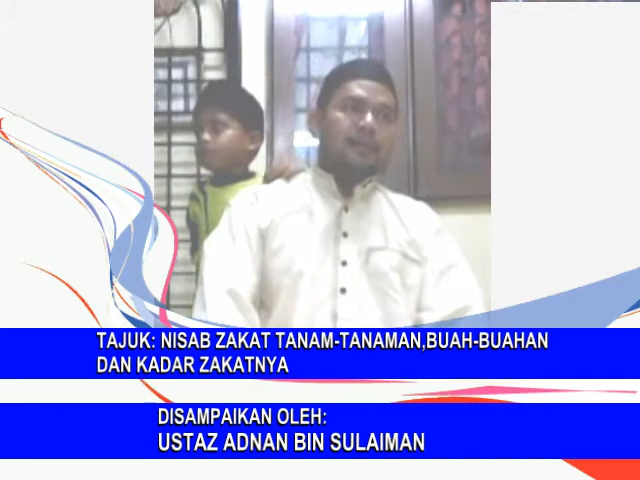 TAJUK: NISAB ZAKAT TANAM-TANAMAN,BUAH-BUAHAN
DAN KADAR ZAKATNYA
DISAMPAIKAN OLEH:
USTAZ ADNAN BIN SULAIMAN